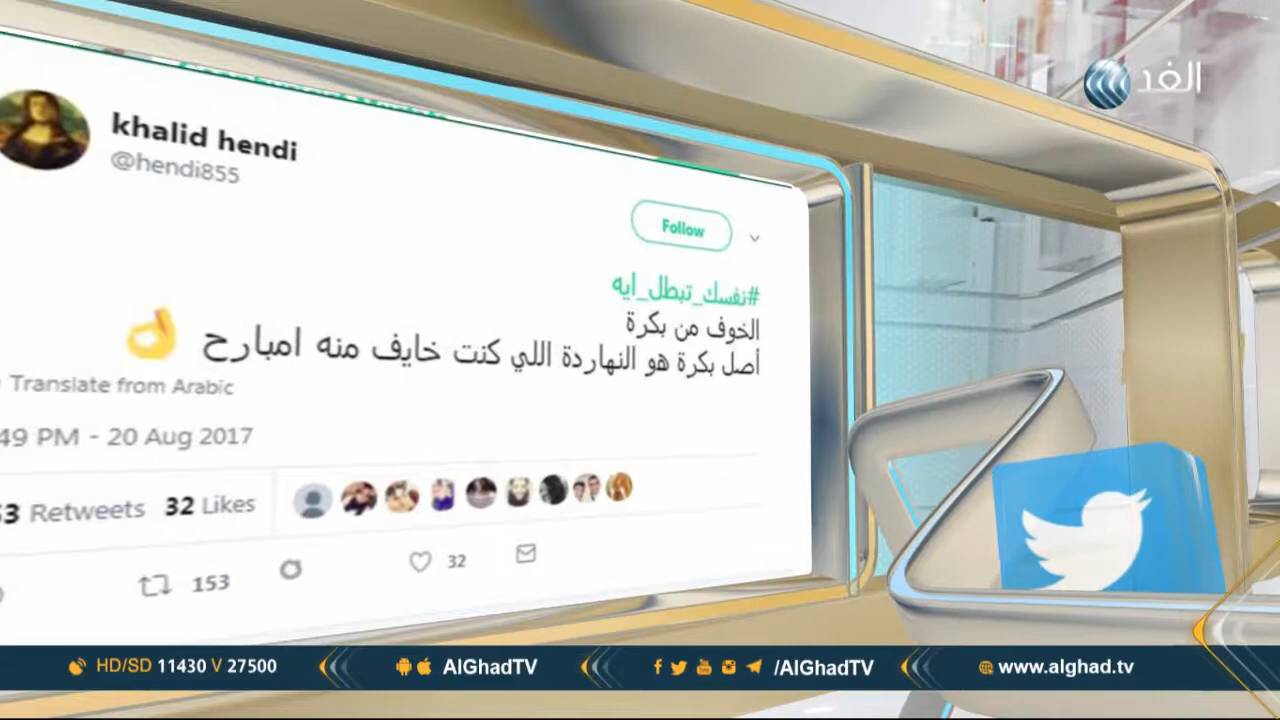 الغد
khalid hendi
@hendi855
Follow
#نفسك_تبطل_ايه
الخوف من بكرة
أصل بكرة هو النهاردة اللي كنت خايف منه امبارح 👌
Translate from Arabic
49 PM - 20 Aug 2017
53 Retweets 32 Likes
153 32
HD/SD 11430 V 27500
AlGhadTV
/AlGhadTV
www.alghad.tv